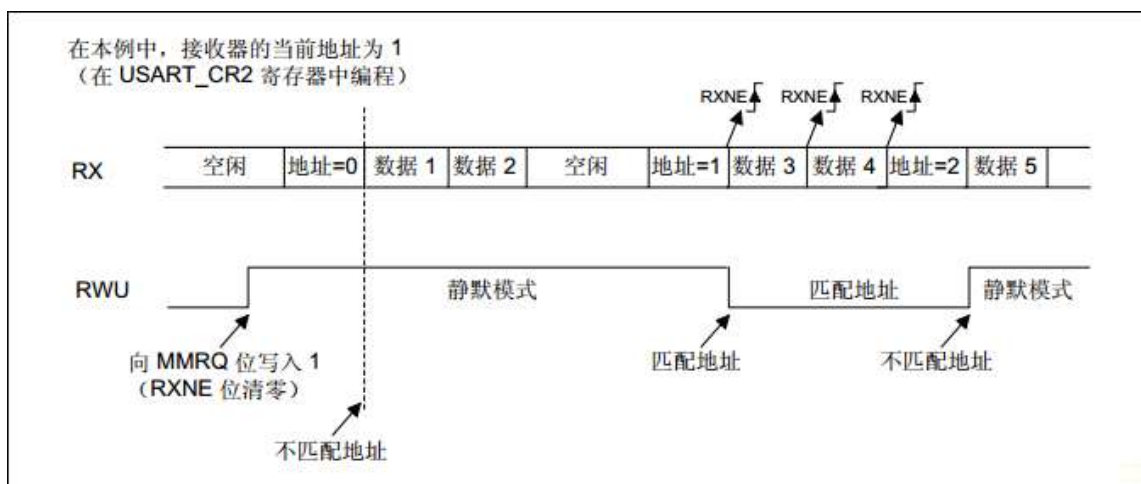 在本例中，接收器的当前地址为 1
（在 USART_CR2 寄存器中编程）
RXNE RXNE RXNE
RX 空闲 地址=0 数据 1 数据 2 空闲 地址=1 数据 3 数据 4 地址=2 数据 5
RWU 静默模式 匹配地址 静默模式
向 MMRQ 位写入 1 匹配地址 不匹配地址
（RXNE 位清零）
不匹配地址